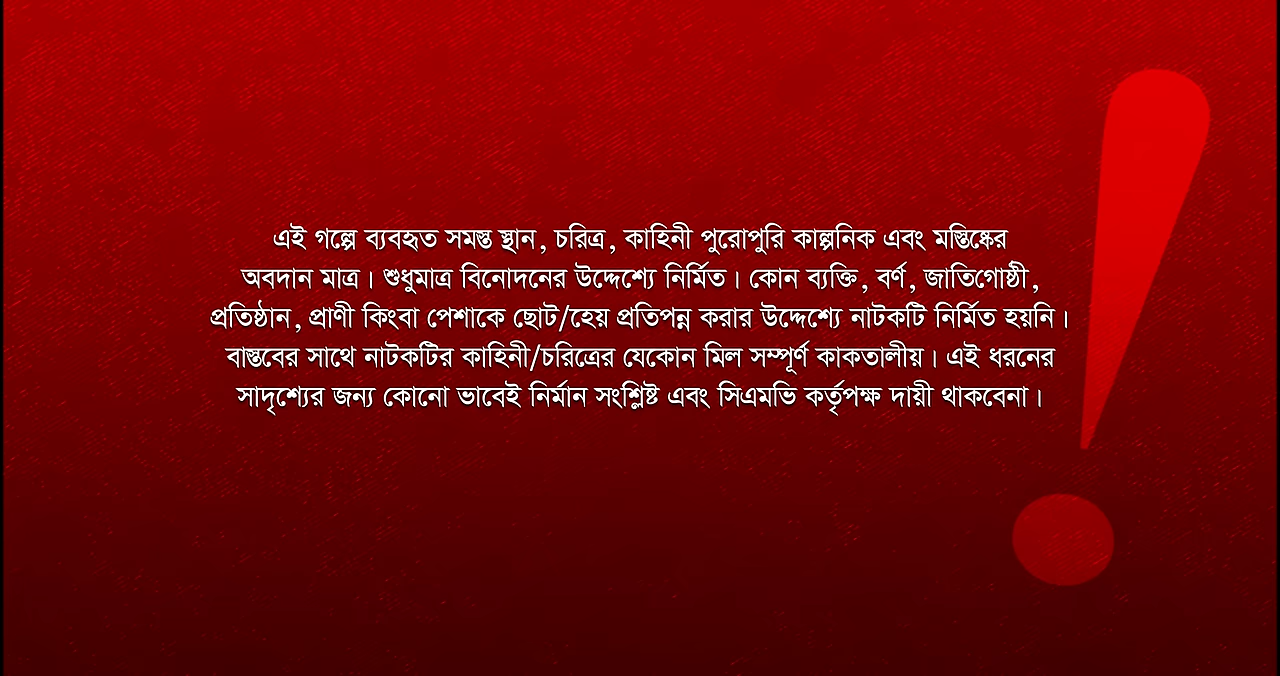 এই গল্পে ব্যবহৃত সমস্ত স্থান, চরিত্র, কাহিনী পুরোপুরি কাল্পনিক এবং মস্তিষ্কের
অবদান মাত্র। শুধুমাত্র বিনোদনের উদ্দেশ্যে নির্মিত। কোন ব্যক্তি, বর্ণ, জাতিগোষ্ঠী,
প্রতিষ্ঠান, প্রাণী কিংবা পেশাকে ছোট/হেয় প্রতিপন্ন করার উদ্দেশ্যে নাটকটি নির্মিত হয়নি।
বাস্তবের সাথে নাটকটির কাহিনী/চরিত্রের যেকোন মিল সম্পূর্ণ কাকতালীয়। এই ধরনের
সাদৃশ্যের জন্য কোনো ভাবেই নির্মান সংশ্লিষ্ট এবং সিএমভি কর্তৃপক্ষ দায়ী থাকবেনা।